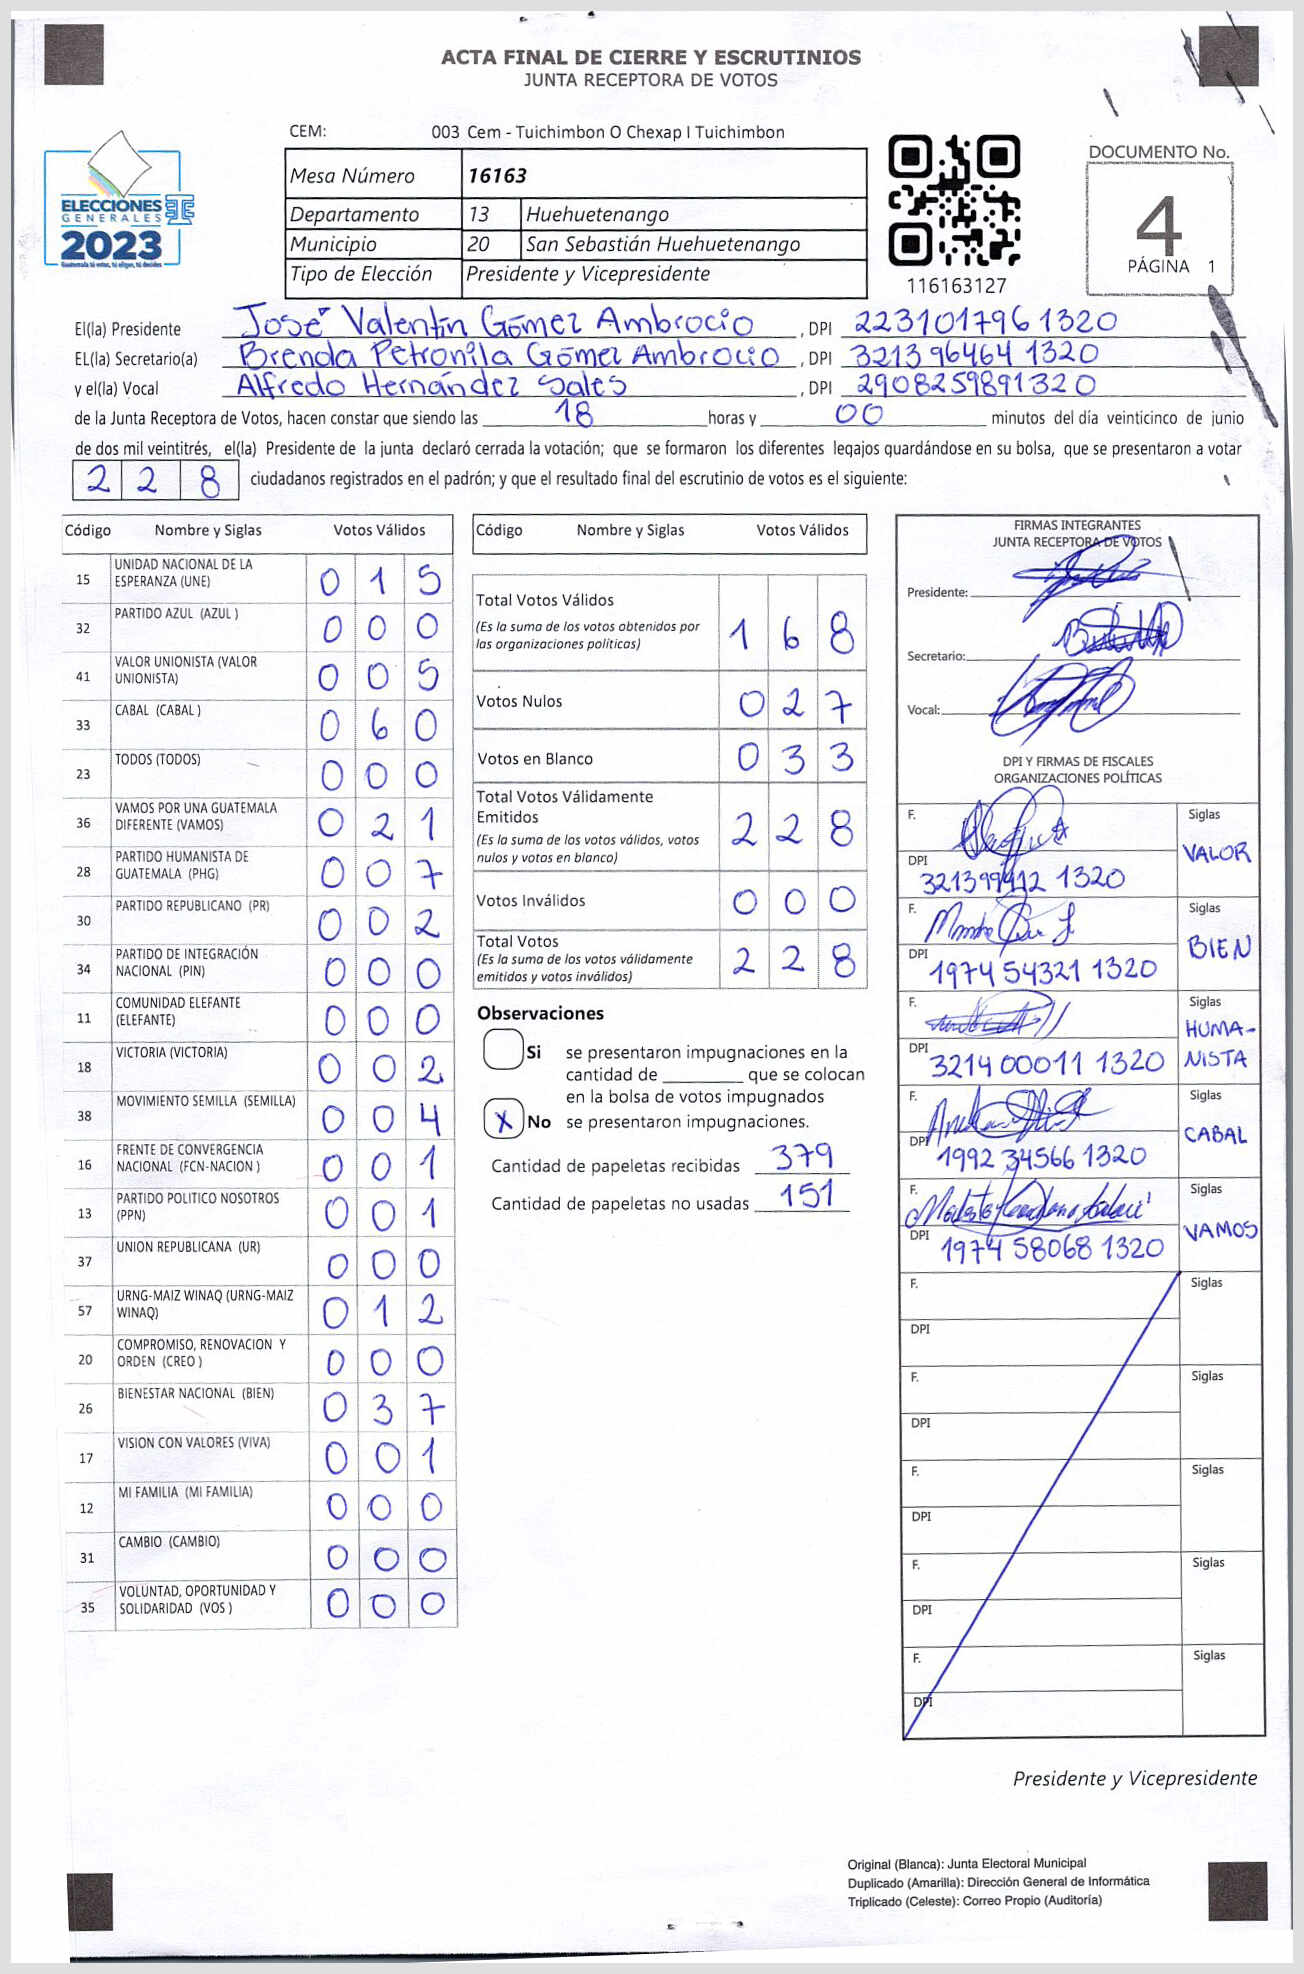 ACTA FINAL DE CIERRE Y ESCRUTINIOS
JUNTA RECEPTORA DE VOTOS
CEM: 003 Cem - Tuichimbon O Chexap I Tuichimbon
ELECCIONES
GENERALES
2023
Guatemala tú votas, tú eliges, tú decides
Mesa Número 16163
Departamento 13 Huehuetenango
Municipio 20 San Sebastián Huehuetenango
Tipo de Elección Presidente y Vicepresidente
116163127
DOCUMENTO No.
4
PÁGINA 1
El(la) Presidente José Valentín Gómez Ambrocio, DPI 2231017961320
EL(la) Secretario(a) Brenda Petronila Gómez Ambrocio, DPI 321396464 1320
y el(la) Vocal Alfredo Hernández Sales, DPI 2908259891320
de la Junta Receptora de Votos, hacen constar que siendo las 18 horas y 00 minutos del día veinticinco de junio
de dos mil veintitrés, el(la) Presidente de la junta declaró cerrada la votación; que se formaron los diferentes legajos guardándose en su bolsa, que se presentaron a votar
2 2 8 ciudadanos registrados en el padrón; y que el resultado final del escrutinio de votos es el siguiente:
Código Nombre y Siglas Votos Válidos
15 UNIDAD NACIONAL DE LA ESPERANZA (UNE) 0 1 5
32 PARTIDO AZUL (AZUL ) 0 0 0
41 VALOR UNIONISTA (VALOR UNIONISTA) 0 0 5
33 CABAL (CABAL ) 0 6 0
23 TODOS (TODOS) 0 0 0
36 VAMOS POR UNA GUATEMALA DIFERENTE (VAMOS) 0 2 1
28 PARTIDO HUMANISTA DE GUATEMALA (PHG) 0 0 7
30 PARTIDO REPUBLICANO (PR) 0 0 2
34 PARTIDO DE INTEGRACIÓN NACIONAL (PIN) 0 0 0
11 COMUNIDAD ELEFANTE (ELEFANTE) 0 0 0
18 VICTORIA (VICTORIA) 0 0 2
38 MOVIMIENTO SEMILLA (SEMILLA) 0 0 4
16 FRENTE DE CONVERGENCIA NACIONAL (FCN-NACION ) 0 0 1
13 PARTIDO POLITICO NOSOTROS (PPN) 0 0 1
37 UNION REPUBLICANA (UR) 0 0 0
57 URNG-MAIZ WINAQ (URNG-MAIZ WINAQ) 0 1 2
20 COMPROMISO, RENOVACION Y ORDEN (CREO ) 0 0 0
26 BIENESTAR NACIONAL (BIEN) 0 3 7
17 VISION CON VALORES (VIVA) 0 0 1
12 MI FAMILIA (MI FAMILIA) 0 0 0
31 CAMBIO (CAMBIO) 0 0 0
35 VOLUNTAD, OPORTUNIDAD Y SOLIDARIDAD (VOS ) 0 0 0
Código Nombre y Siglas Votos Válidos
Total Votos Válidos
(Es la suma de los votos obtenidos por
las organizaciones políticas) 1 6 8
Votos Nulos 0 2 7
Votos en Blanco 0 3 3
Total Votos Válidamente
Emitidos
(Es la suma de los votos válidos, votos
nulos y votos en blanco) 2 2 8
Votos Inválidos 0 0 0
Total Votos
(Es la suma de los votos válidamente
emitidos y votos inválidos) 2 2 8
Observaciones
Si se presentaron impugnaciones en la
cantidad de ________ que se colocan
en la bolsa de votos impugnados
X No se presentaron impugnaciones.
Cantidad de papeletas recibidas 379
Cantidad de papeletas no usadas 151
FIRMAS INTEGRANTES
JUNTA RECEPTORA DE VOTOS
Presidente:
Secretario:
Vocal:
DPI Y FIRMAS DE FISCALES
ORGANIZACIONES POLÍTICAS
F. Siglas
VALOR
DPI 321399412 1320
F. Siglas
BIEN
DPI 1974 54321 1320
F. Siglas
HUMA-
NISTA
DPI 3214 00011 1320
F. Siglas
CABAL
DPI 1992 34566 1320
F. Siglas
VAMOS
DPI 1974 58068 1320
F. Siglas
DPI
F. Siglas
DPI
F. Siglas
DPI
F. Siglas
DPI
F. Siglas
DPI
Presidente y Vicepresidente
Original (Blanca): Junta Electoral Municipal
Duplicado (Amarilla): Dirección General de Informática
Triplicado (Celeste): Correo Propio (Auditoría)